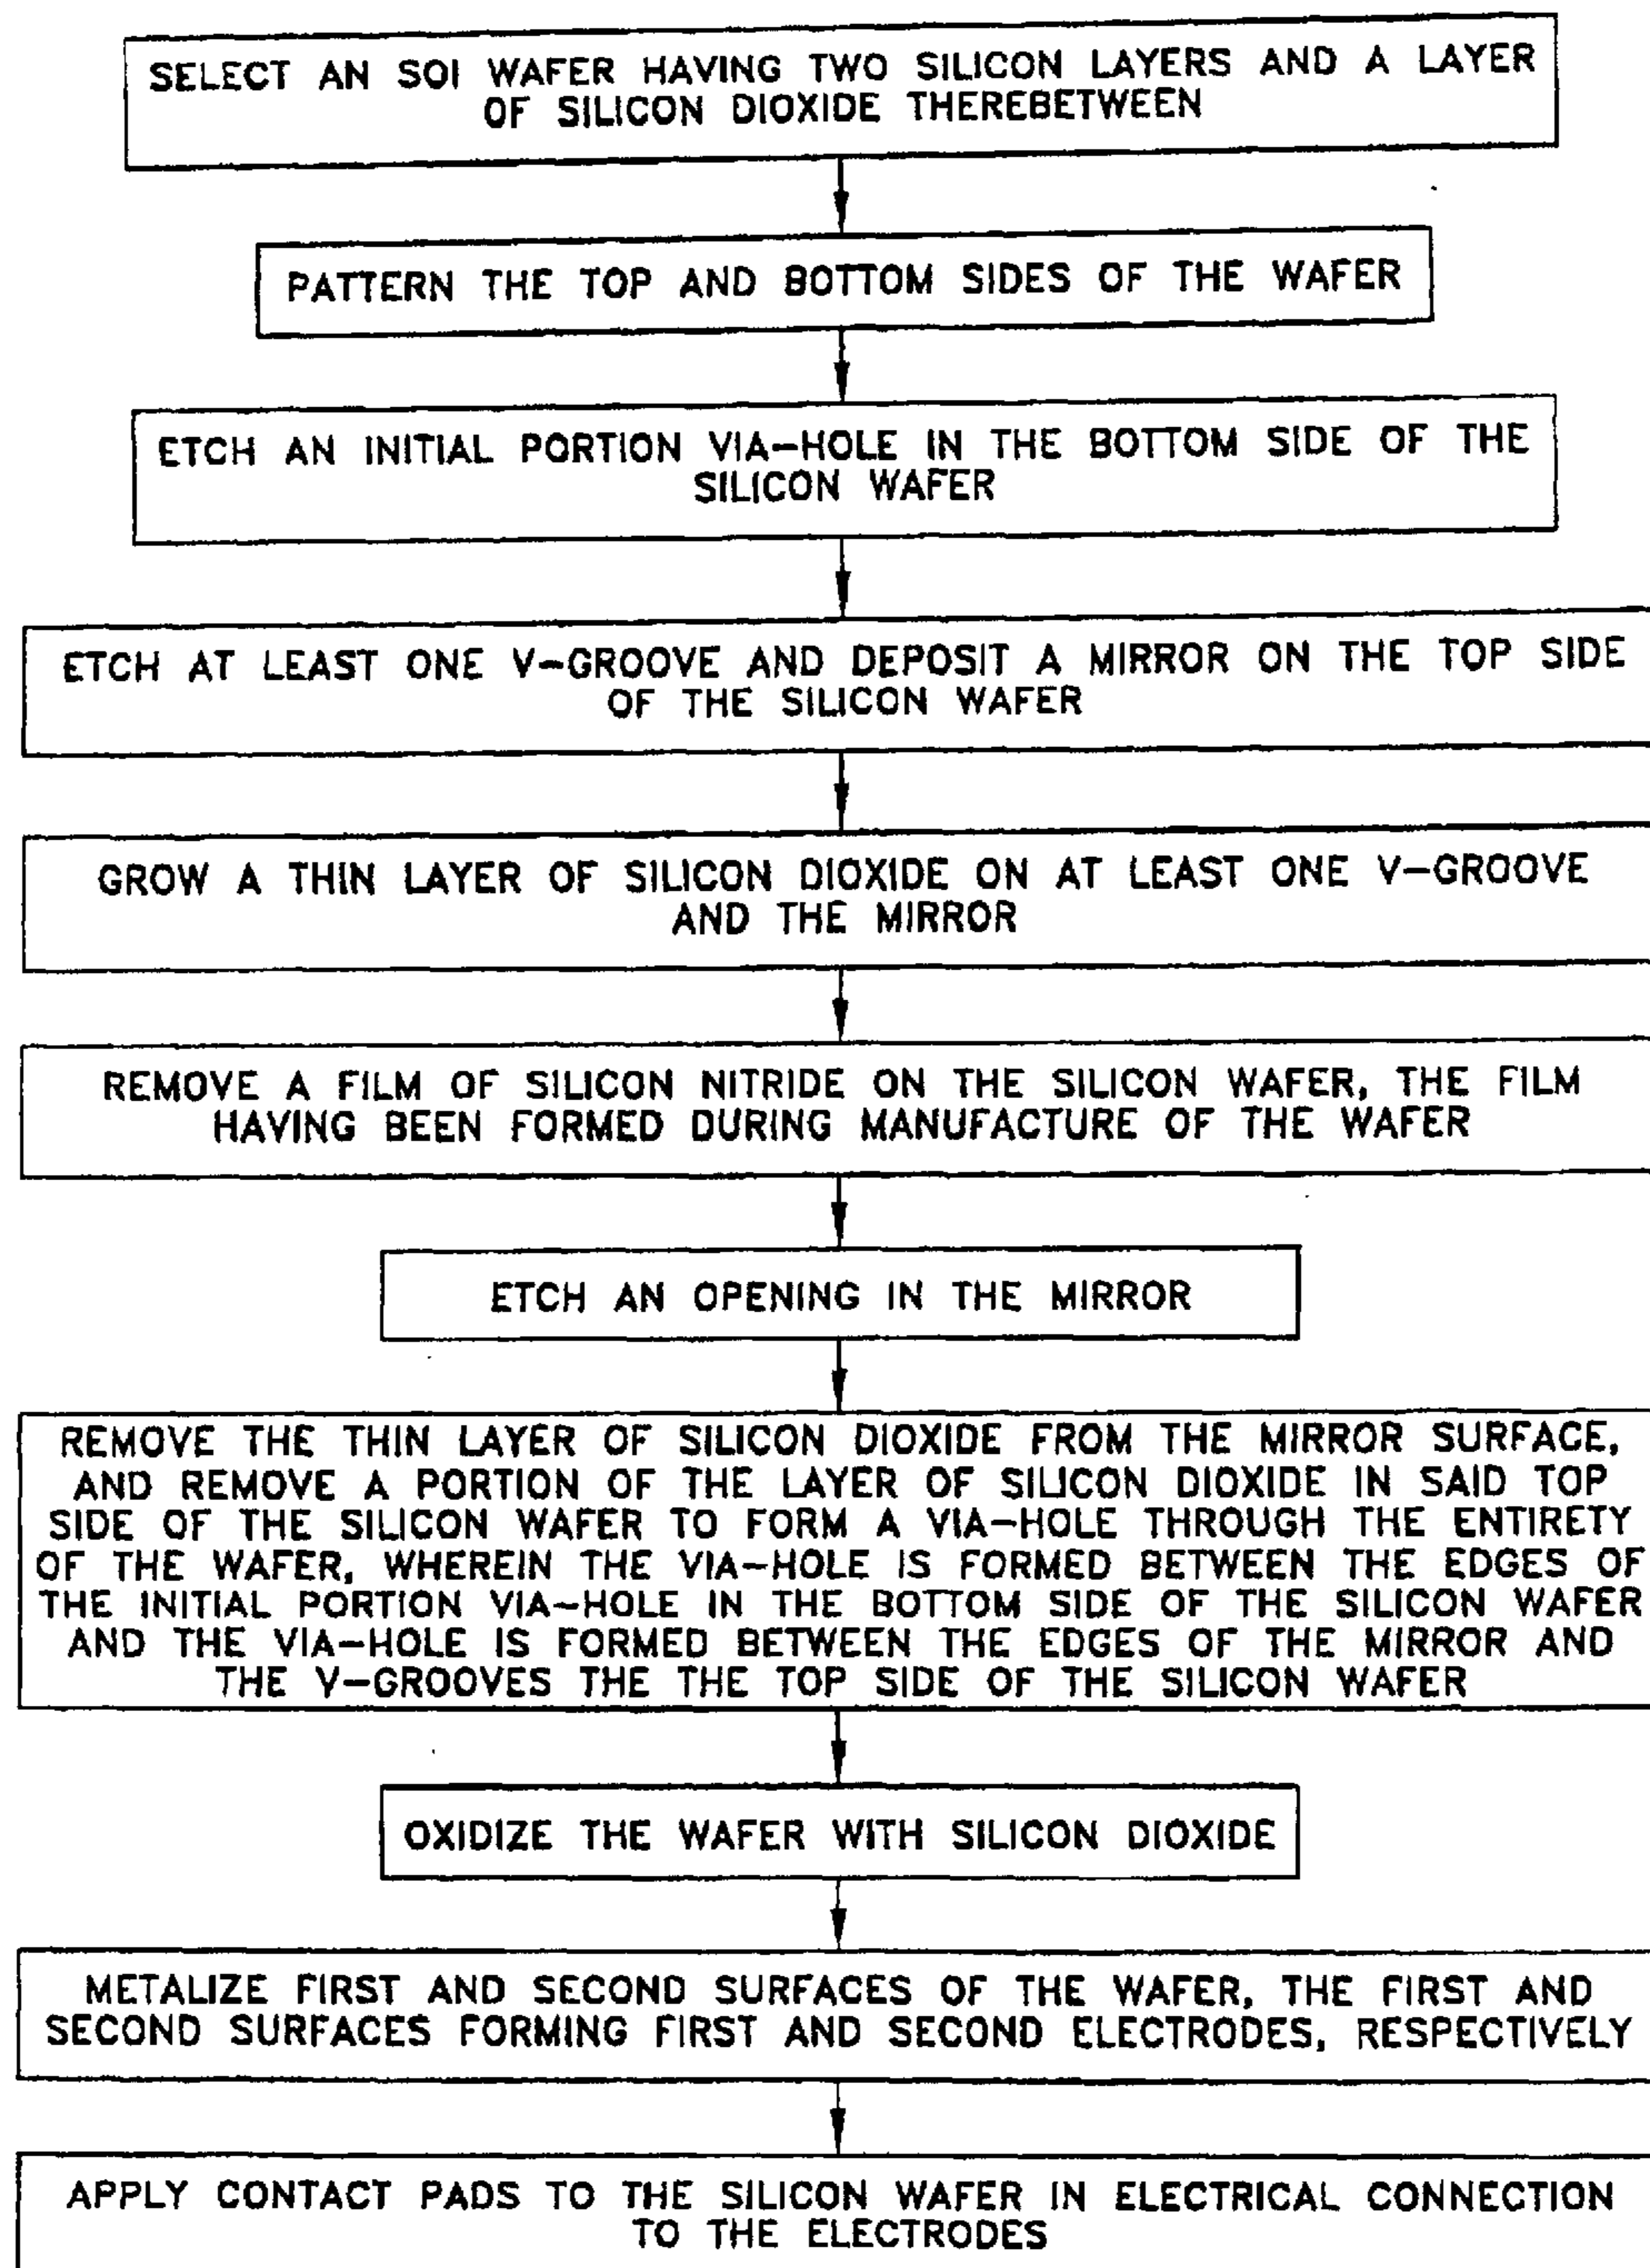 SELECT AN SOI WAFER HAVING TWO SILICON LAYERS AND A LAYER
OF SILICON DIOXIDE THEREBETWEEN
PATTERN THE TOP AND BOTTOM SIDES OF THE WAFER
ETCH AN INITIAL PORTION VIA-HOLE IN THE BOTTOM SIDE OF THE
SILICON WAFER
ETCH AT LEAST ONE V-GROOVE AND DEPOSIT A MIRROR ON THE TOP SIDE
OF THE SILICON WAFER
GROW A THIN LAYER OF SILICON DIOXIDE ON AT LEAST ONE V-GROOVE
AND THE MIRROR
REMOVE A FILM OF SILICON NITRIDE ON THE SILICON WAFER, THE FILM
HAVING BEEN FORMED DURING MANUFACTURE OF THE WAFER
ETCH AN OPENING IN THE MIRROR
REMOVE THE THIN LAYER OF SILICON DIOXIDE FROM THE MIRROR SURFACE,
AND REMOVE A PORTION OF THE LAYER OF SILICON DIOXIDE IN SAID TOP
SIDE OF THE SILICON WAFER TO FORM A VIA-HOLE THROUGH THE ENTIRETY
OF THE WAFER, WHEREIN THE VIA-HOLE IS FORMED BETWEEN THE EDGES OF
THE INITIAL PORTION VIA-HOLE IN THE BOTTOM SIDE OF THE SILICON WAFER
AND THE VIA-HOLE IS FORMED BETWEEN THE EDGES OF THE MIRROR AND
THE V-GROOVES THE THE TOP SIDE OF THE SILICON WAFER
OXIDIZE THE WAFER WITH SILICON DIOXIDE
METALIZE FIRST AND SECOND SURFACES OF THE WAFER, THE FIRST AND
SECOND SURFACES FORMING FIRST AND SECOND ELECTRODES, RESPECTIVELY
APPLY CONTACT PADS TO THE SILICON WAFER IN ELECTRICAL CONNECTION
TO THE ELECTRODES